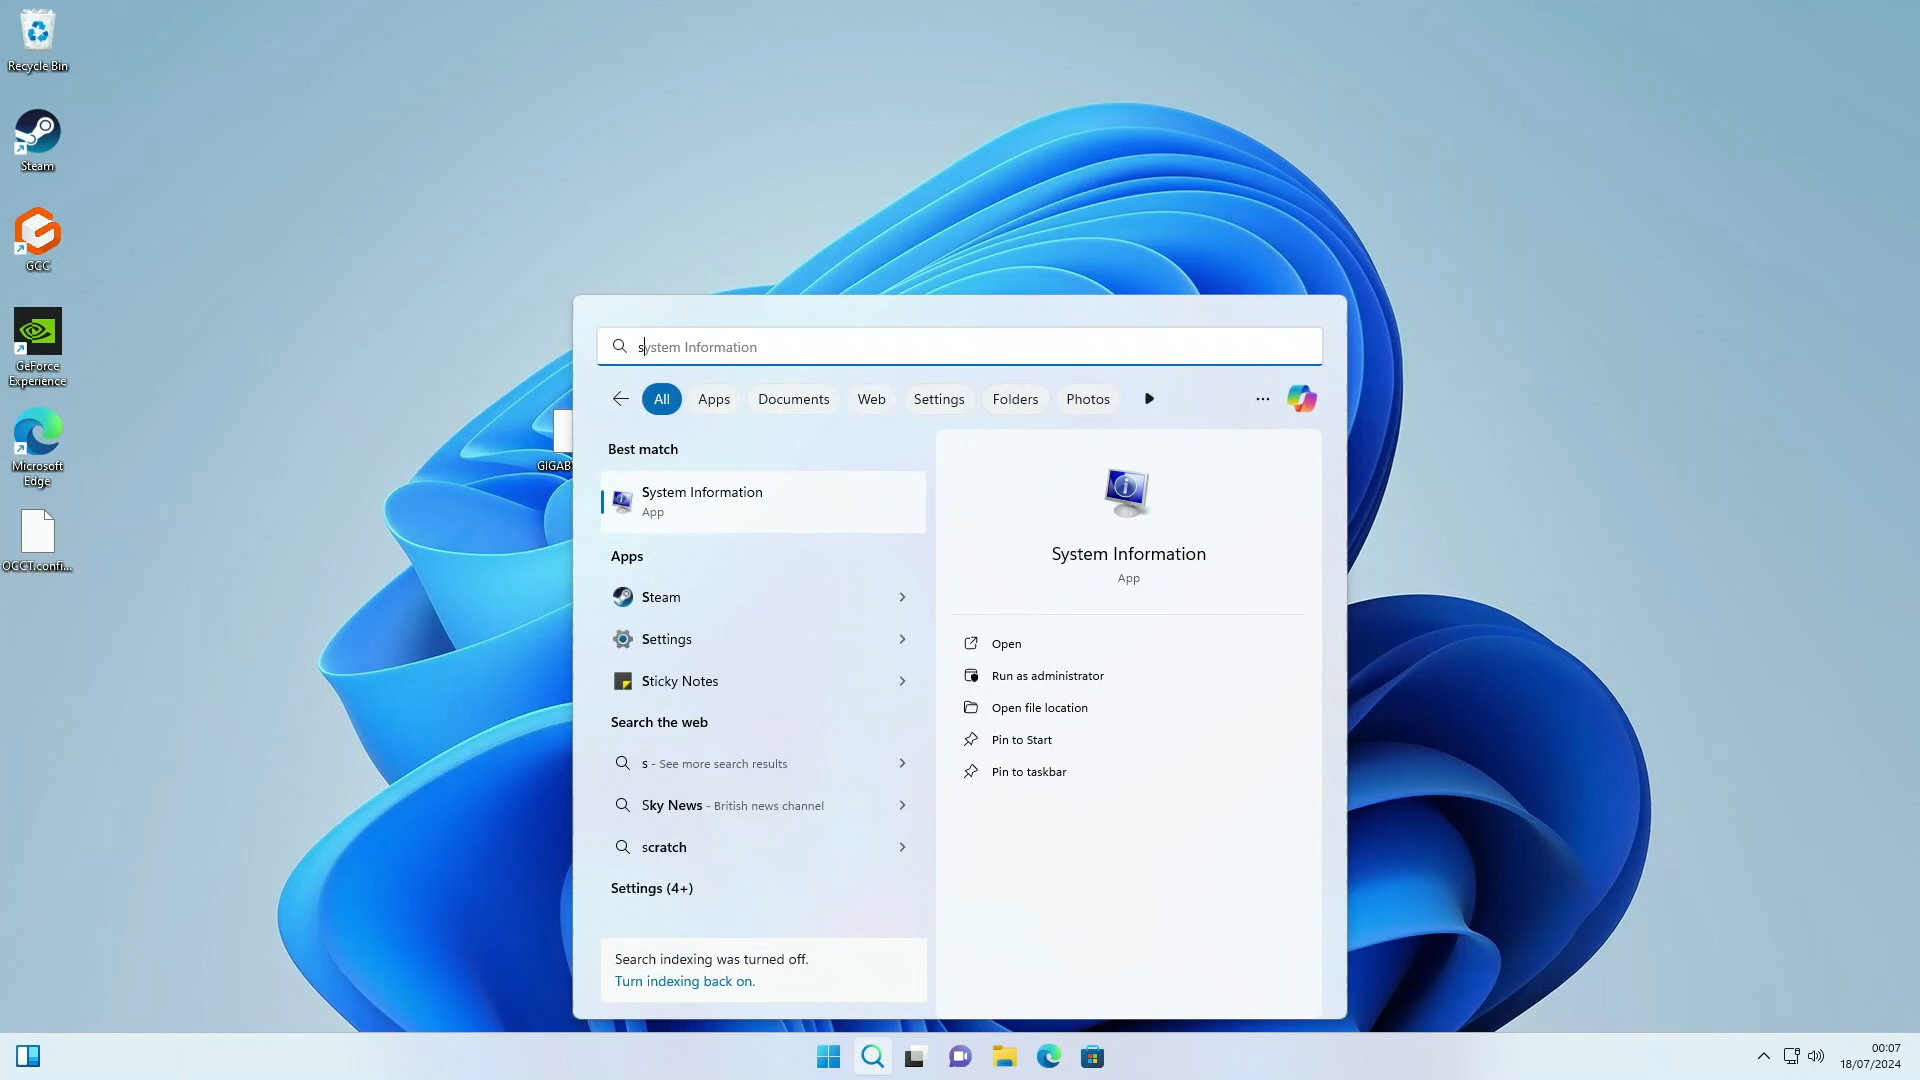 Recycle Bin
Steam
GCC
GeForce
Experience
Microsoft
Edge
OCCT.confi...
GIGAB
system Information
All
Apps
Documents
Web
Settings
Folders
Photos
Best match
System Information
App
Apps
Steam
Settings
Sticky Notes
Search the web
s - See more search results
Sky News - British news channel
scratch
Settings (4+)
Search indexing was turned off.
Turn indexing back on.
System Information
App
Open
Run as administrator
Open file location
Pin to Start
Pin to taskbar
00:07
18/07/2024